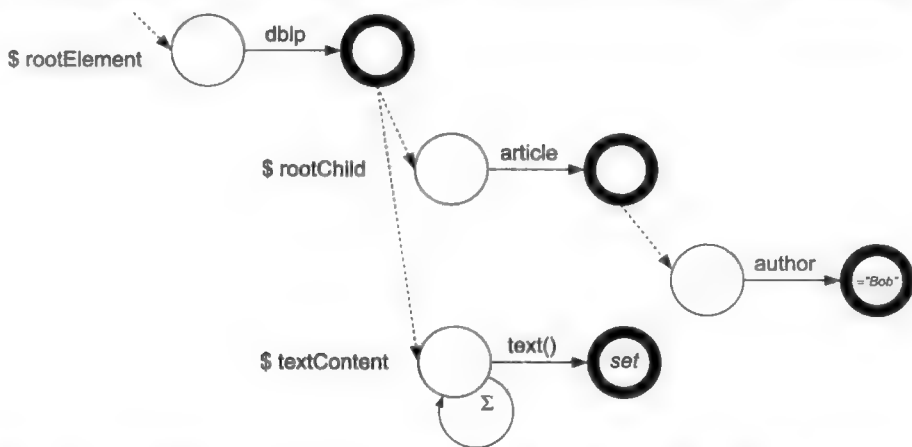 dblp
$ rootElement
article
$ rootChild
author
="Bob"
text()
$ textContent
set
Σ